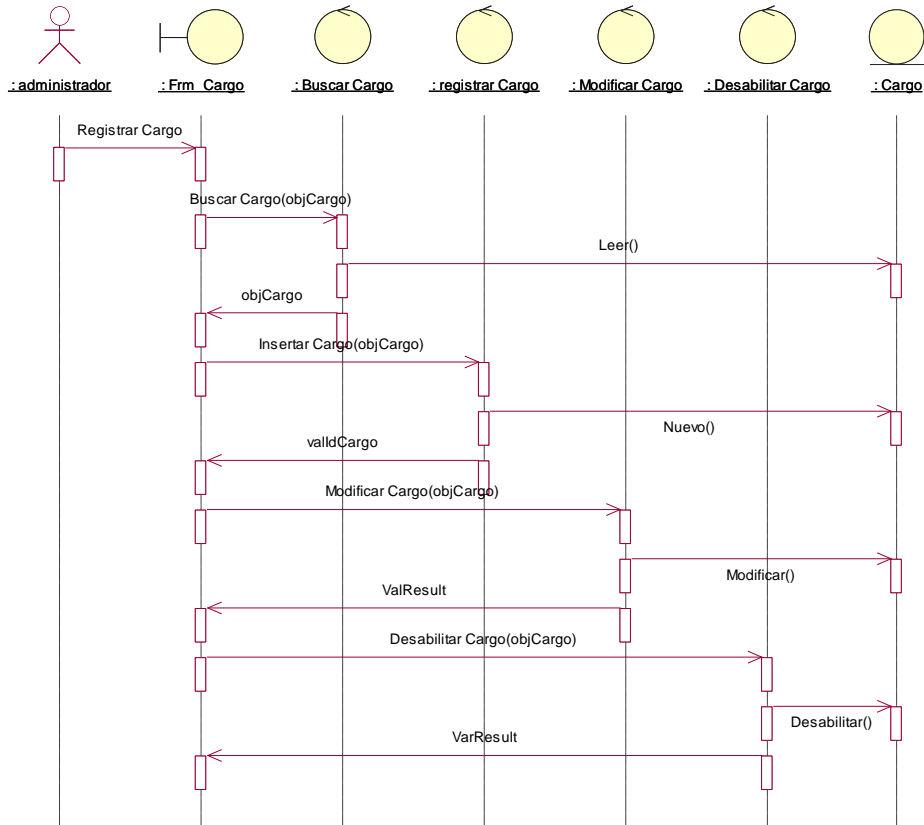 : administrador
: Frm_Cargo
: Buscar Cargo
: registrar Cargo
: Modificar Cargo
: Desabilitar Cargo
: Cargo
Registrar Cargo
Buscar Cargo(objCargo)
Leer()
objCargo
Insertar Cargo(objCargo)
Nuevo()
valIdCargo
Modificar Cargo(objCargo)
Modificar()
ValResult
Desabilitar Cargo(objCargo)
Desabilitar()
VarResult